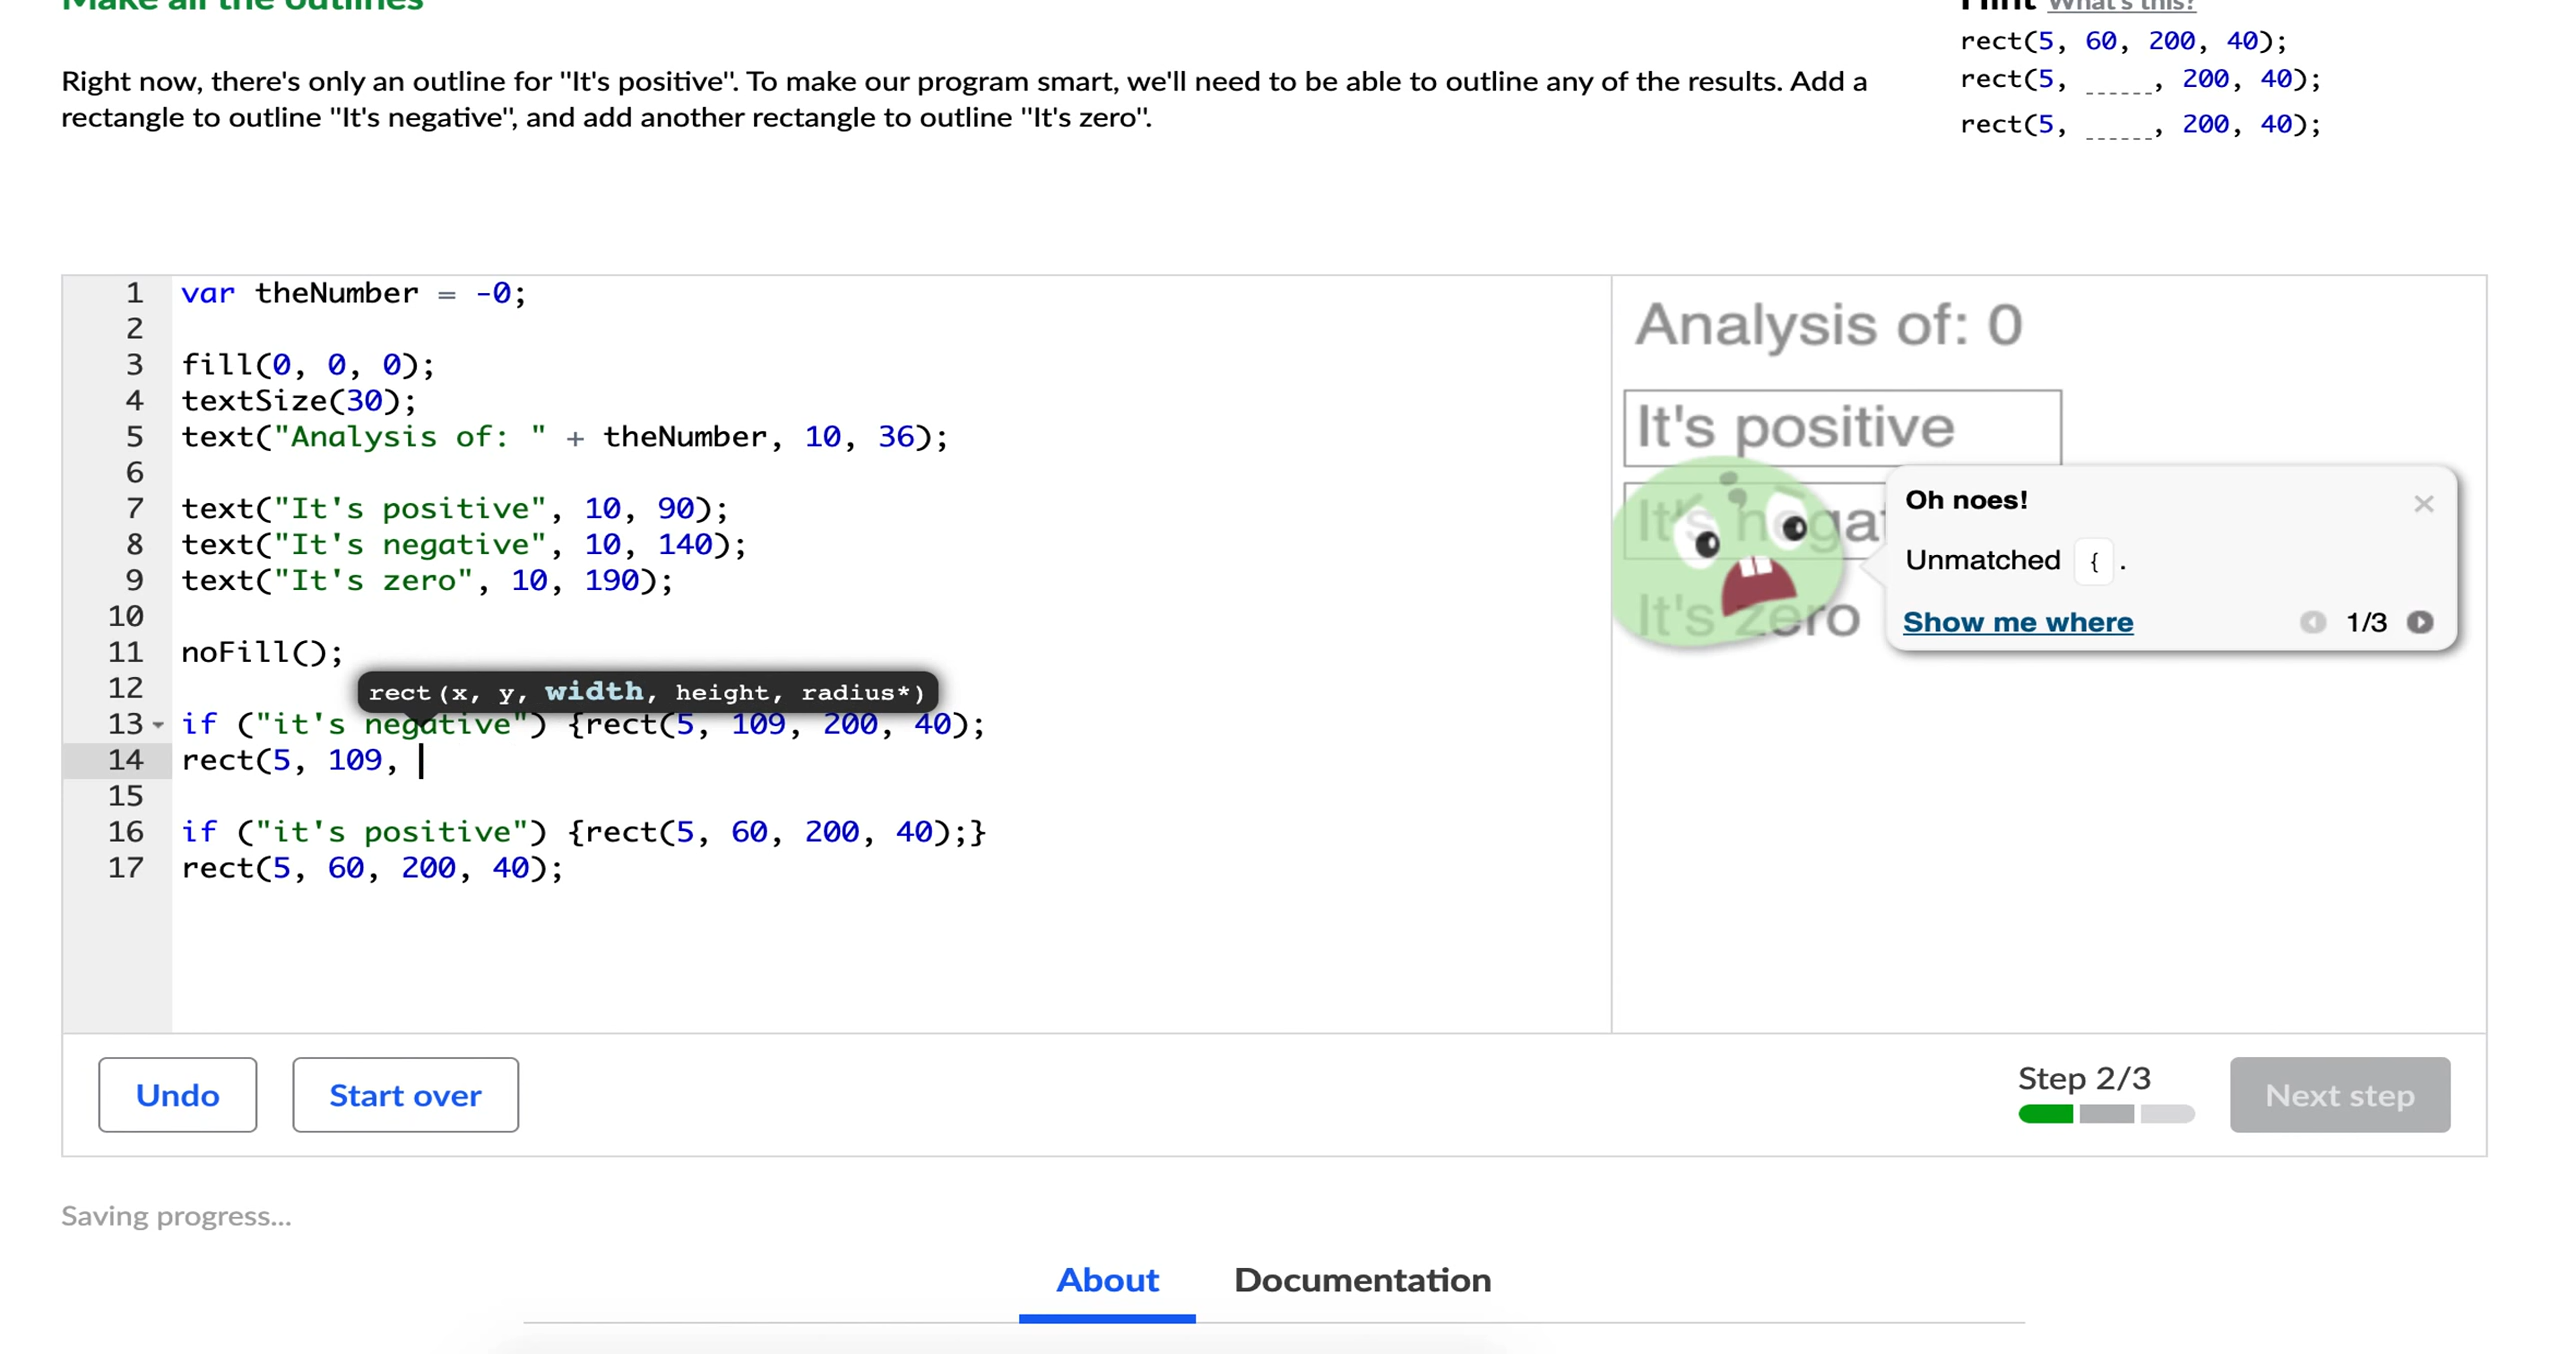 Make all the outlines
Hint What's this?
Right now, there's only an outline for "It's positive". To make our program smart, we'll need to be able to outline any of the results. Add a
rectangle to outline "It's negative", and add another rectangle to outline "It's zero".
rect(5, 60, 200, 40);
rect(5, ______, 200, 40);
rect(5, ______, 200, 40);
1 var theNumber = -0;
2
3 fill(0, 0, 0);
4 textSize(30);
5 text("Analysis of: " + theNumber, 10, 36);
6
7 text("It's positive", 10, 90);
8 text("It's negative", 10, 140);
9 text("It's zero", 10, 190);
10
11 noFill();
12
rect(x, y, width, height, radius*)
13 if ("it's negative") {rect(5, 109, 200, 40);
14 rect(5, 109,
15
16 if ("it's positive") {rect(5, 60, 200, 40);}
17 rect(5, 60, 200, 40);
Analysis of: 0
It's positive
It's negat
It's zero
Oh noes!
Unmatched { .
Show me where
1/3
Undo
Start over
Step 2/3
Next step
Saving progress...
About
Documentation